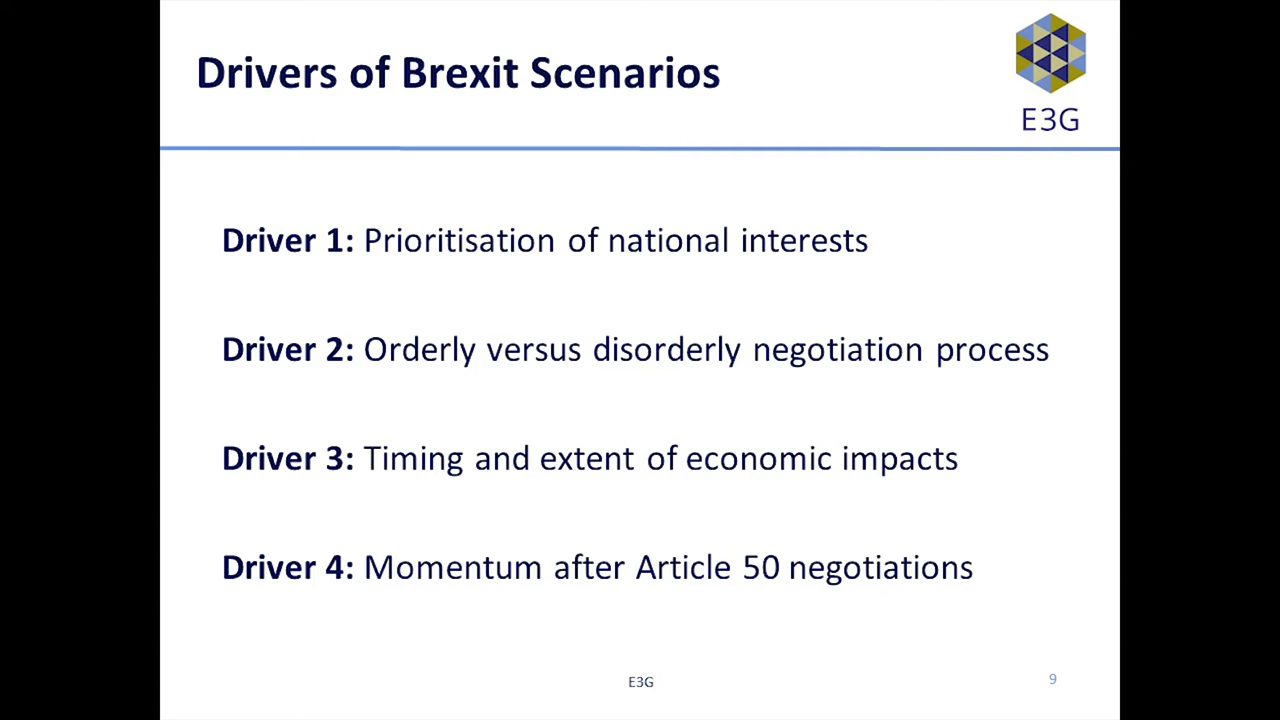 Drivers of Brexit Scenarios
E3G
Driver 1: Prioritisation of national interests
Driver 2: Orderly versus disorderly negotiation process
Driver 3: Timing and extent of economic impacts
Driver 4: Momentum after Article 50 negotiations
E3G
9